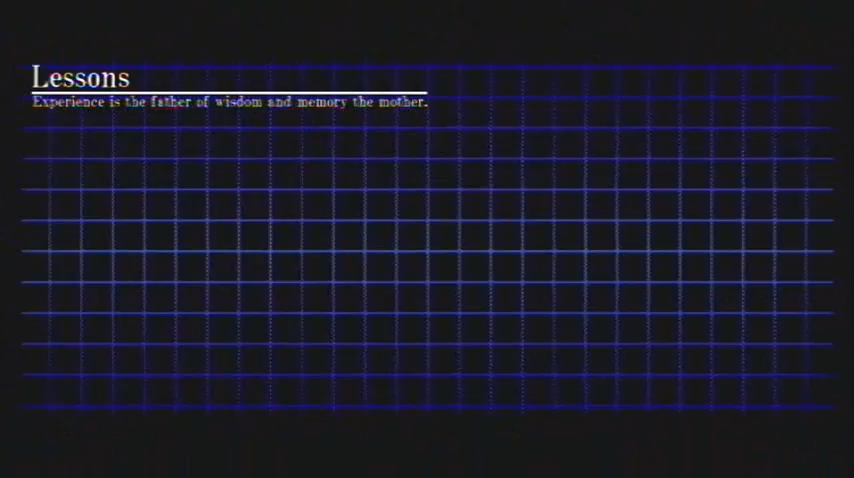 Lessons
Experience is the father of wisdom and memory the mother.